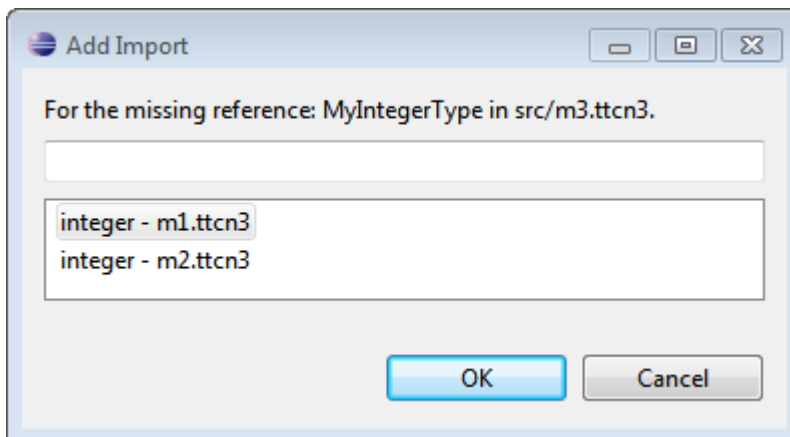 Add Import
For the missing reference: MyIntegerType in src/m3.ttcn3.
integer - m1.ttcn3
integer - m2.ttcn3
OK
Cancel